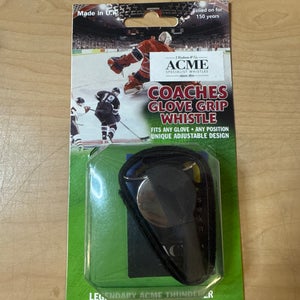 Made in U.K.
Relied on for
150 years
ACME
SPECIALIST WHISTLES
COACHES
GLOVE GRIP
WHISTLE
FITS ANY GLOVE • ANY POSITION
UNIQUE ADJUSTABLE DESIGN
LEGENDARY ACME THUNDERER